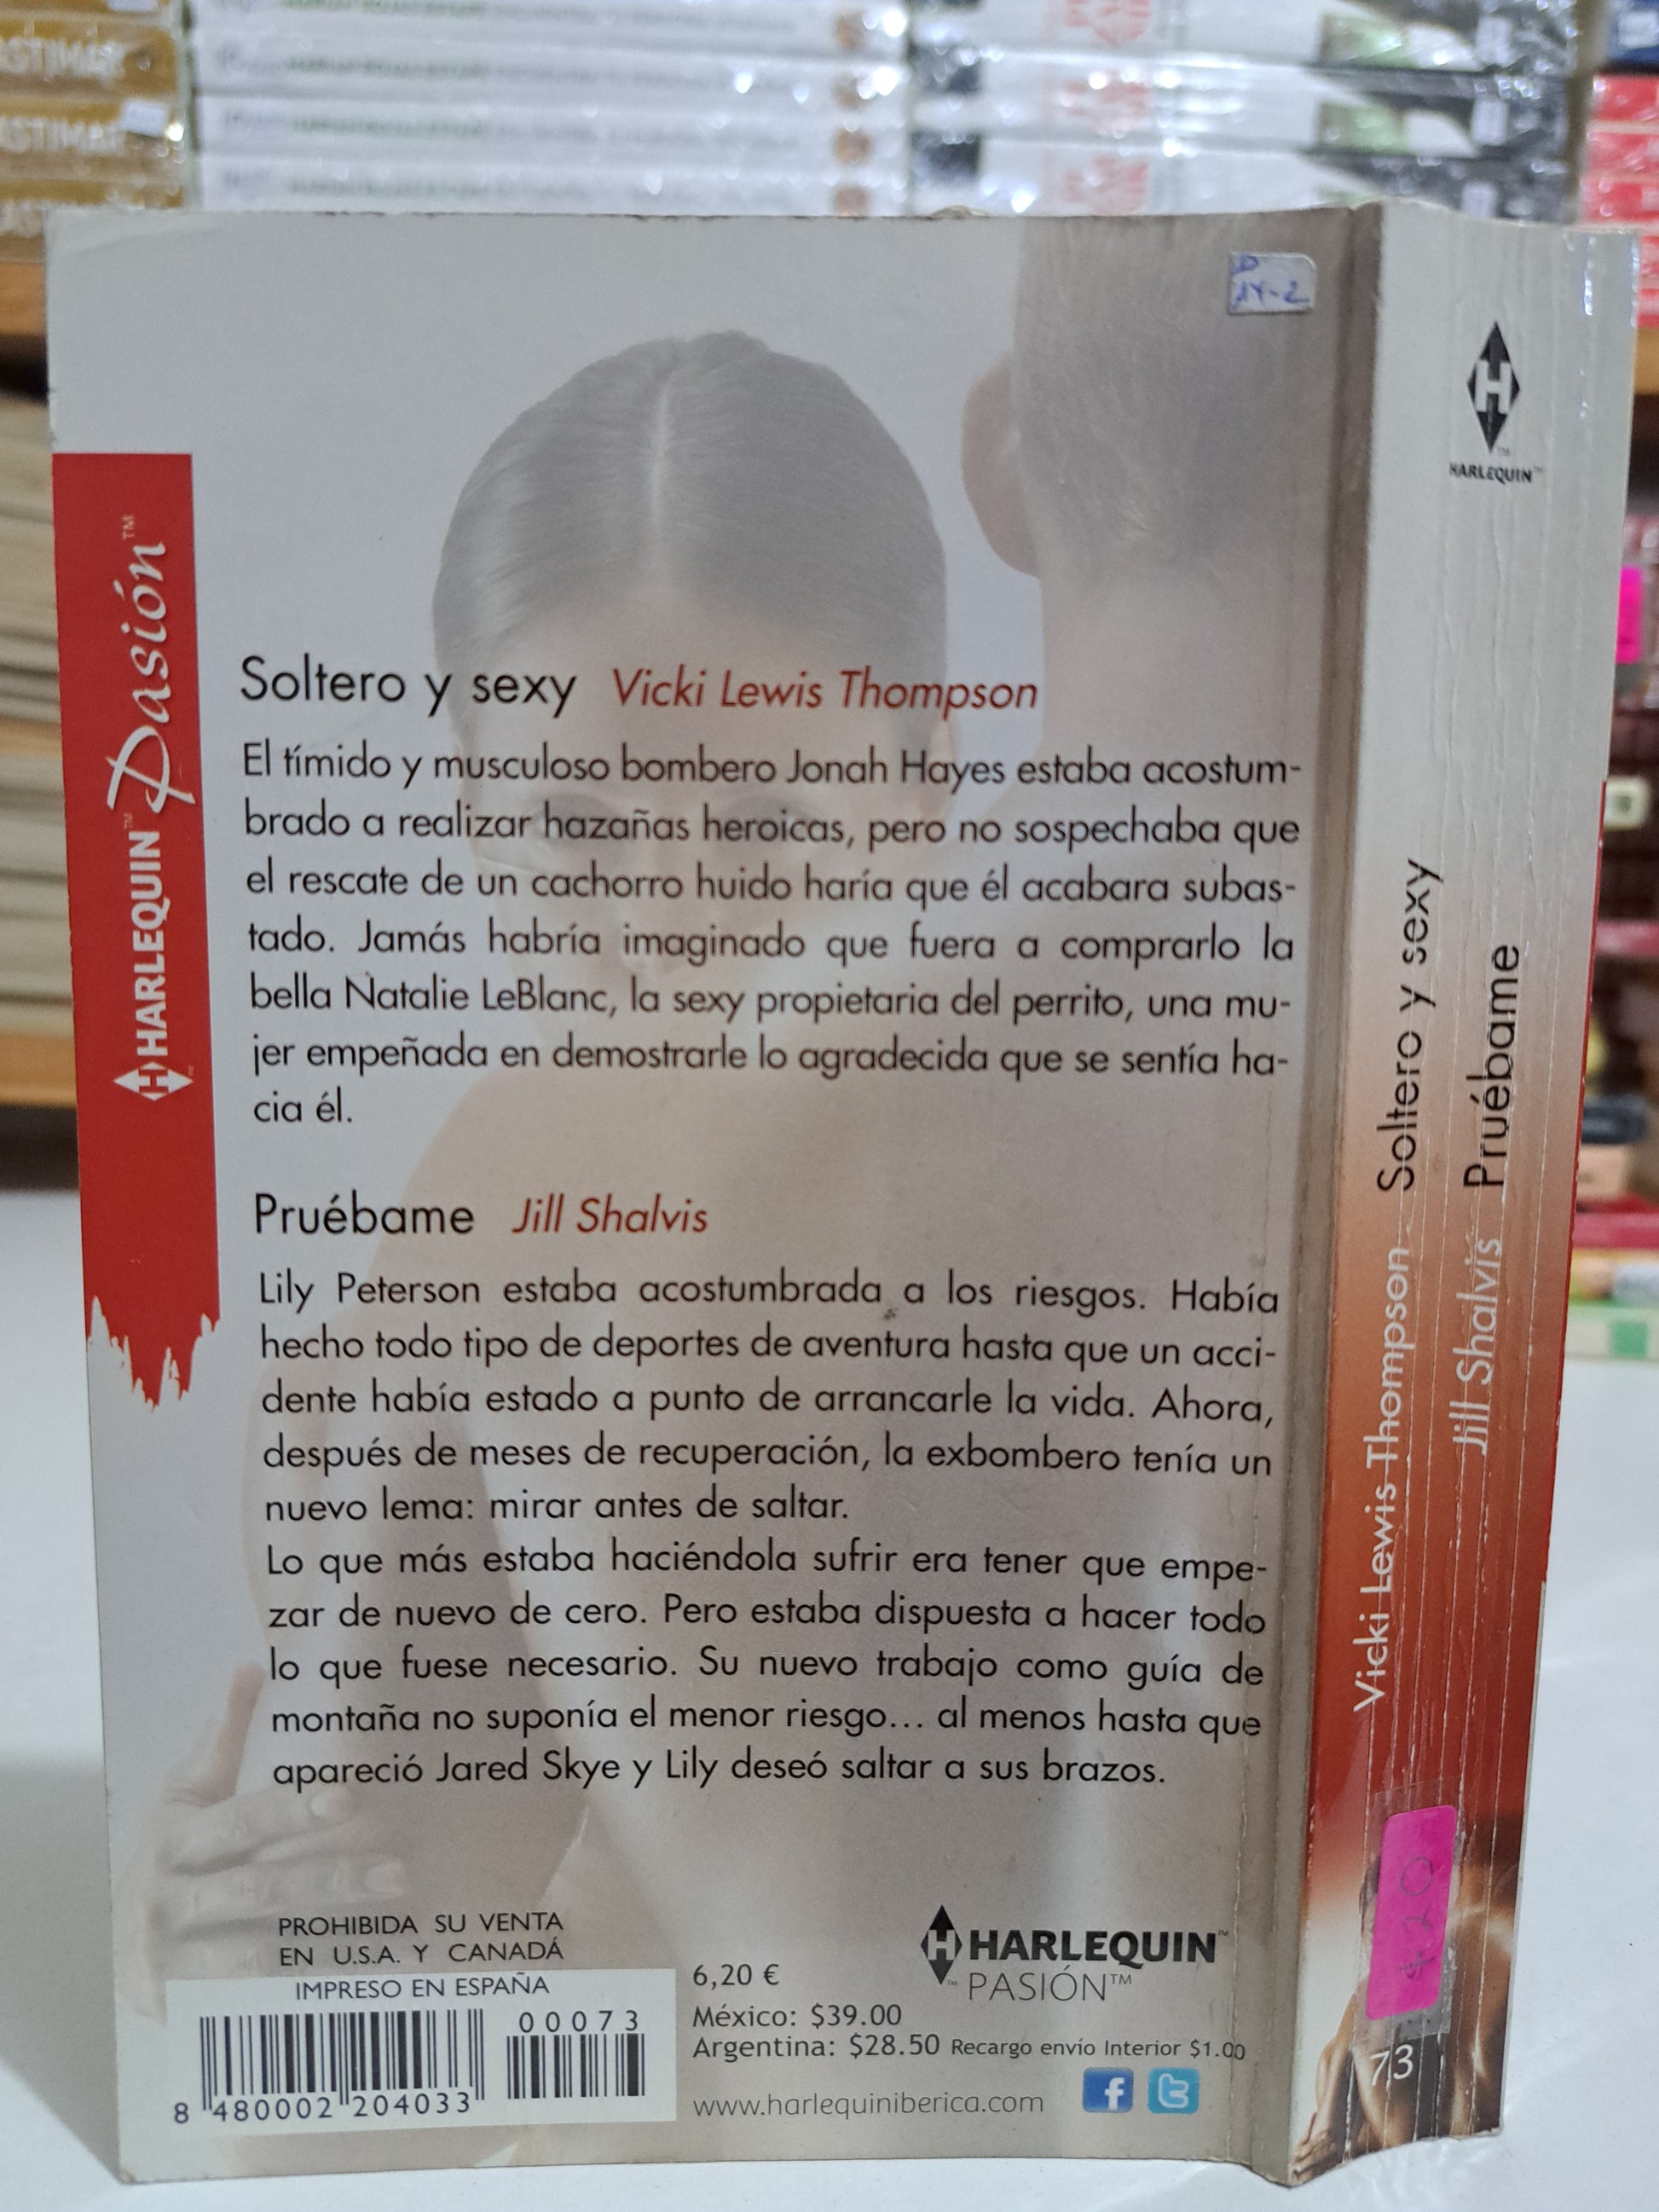 Soltero y sexy Vicki Lewis Thompson
El tímido y musculoso bombero Jonah Hayes estaba acostum-
brado a realizar hazañas heroicas, pero no sospechaba que
el rescate de un cachorro huido haría que él acabara subas-
tado. Jamás habría imaginado que fuera a comprarlo la
bella Natalie LeBlanc, la sexy propietaria del perrito, una mu-
jer empeñada en demostrarle lo agradecida que se sentía ha-
cia él.
Pruébame Jill Shalvis
Lily Peterson estaba acostumbrada a los riesgos. Había
hecho todo tipo de deportes de aventura hasta que un acci-
dente había estado a punto de arrancarle la vida. Ahora,
después de meses de recuperación, la exbombero tenía un
nuevo lema: mirar antes de saltar.
Lo que más estaba haciéndola sufrir era tener que empe-
zar de nuevo de cero. Pero estaba dispuesta a hacer todo
lo que fuese necesario. Su nuevo trabajo como guía de
montaña no suponía el menor riesgo... al menos hasta que
apareció Jared Skye y Lily deseó saltar a sus brazos.
PROHIBIDA SU VENTA
EN U.S.A. Y CANADÁ
IMPRESO EN ESPAÑA
00073
8 480002 204033
6,20 €
México: $39.00
Argentina: $28.50 Recargo envío Interior $1.00
www.harlequiniberica.com
H HARLEQUIN™
PASIÓN™
H HARLEQUIN™ Pasión™
H
HARLEQUIN™
Vicki Lewis Thompson Soltero y sexy
Jill Shalvis Pruébame
$20
73